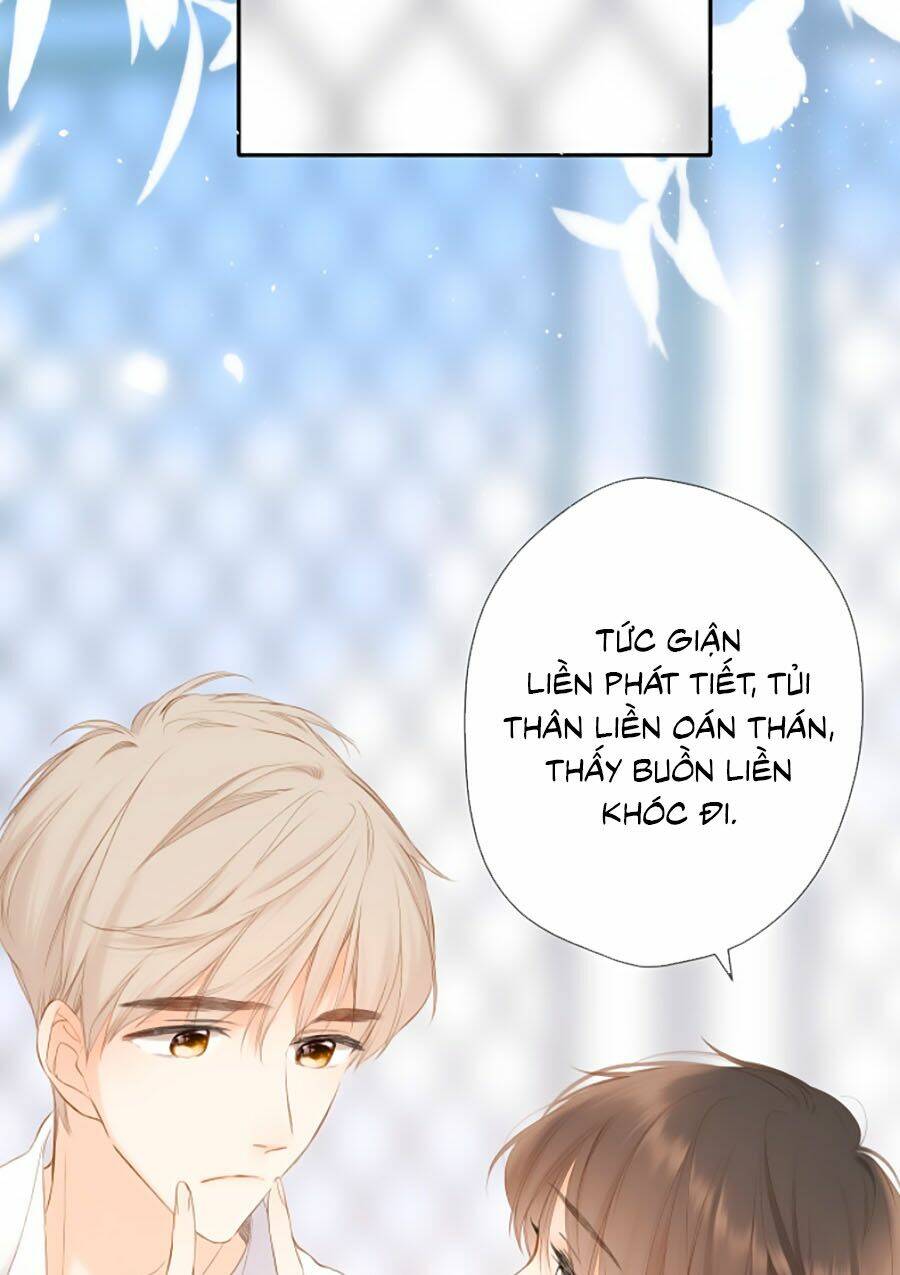 TỨC GIẬN
LIỀN PHÁT TIẾT, TỦI
THÂN LIỀN OÁN THÁN,
THẤY BUỒN LIỀN
KHÓC ĐI.